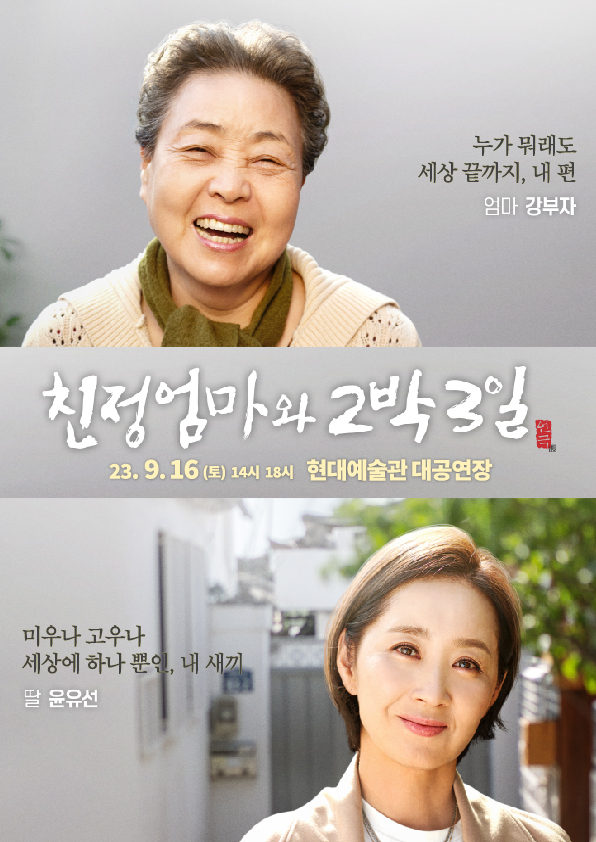 누가 뭐래도
세상 끝까지, 내 편
엄마 강부자
친정엄마와 2박 3일
연극
23. 9. 16 (토) 14시 18시 현대예술관 대공연장
미우나 고우나
세상에 하나 뿐인, 내 새끼
딸 윤유선